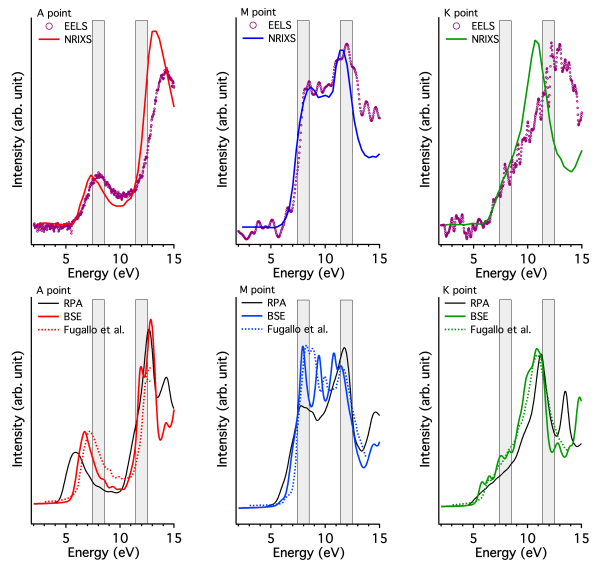 A point
EELS
NRIXS
Intensity (arb. unit)
5
10
15
Energy (eV)
M point
EELS
NRIXS
Intensity (arb. unit)
5
10
15
Energy (eV)
K point
EELS
NRIXS
Intensity (arb. unit)
5
10
15
Energy (eV)
A point
RPA
BSE
Fugallo et al.
Intensity (arb. unit)
5
10
15
Energy (eV)
M point
RPA
BSE
Fugallo et al.
Intensity (arb. unit)
5
10
15
Energy (eV)
K point
RPA
BSE
Fugallo et al.
Intensity (arb. unit)
5
10
15
Energy (eV)